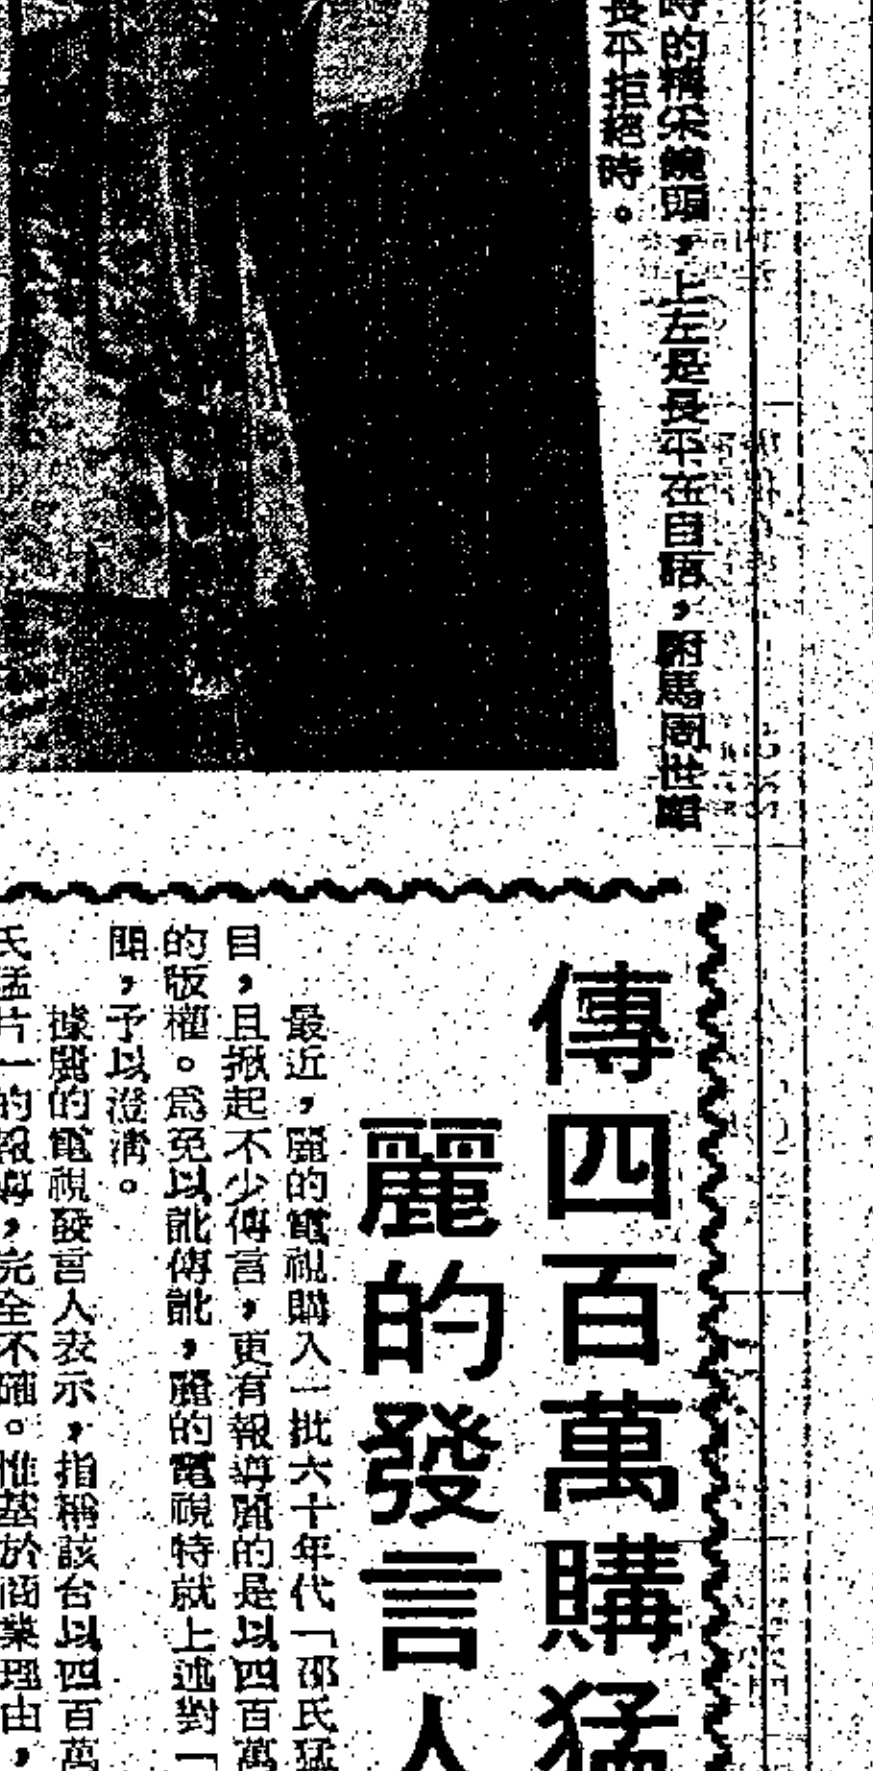 時的精采鏡頭，上左是長平在自語，駙馬周世顯
長平拒絕時。
傳四百萬購猛
麗的發言人
最近，麗的電視購入一批六十年代「邵氏猛
目，且掀起不少傳言，更有報導麗的是以四百萬
的版權。爲免以訛傳訛，麗的電視特就上述對「
聞，予以澄淸。
據麗的電視發言人表示，指稱該台以四百萬
氏猛片」的報導，完全不確。惟基於商業理由，